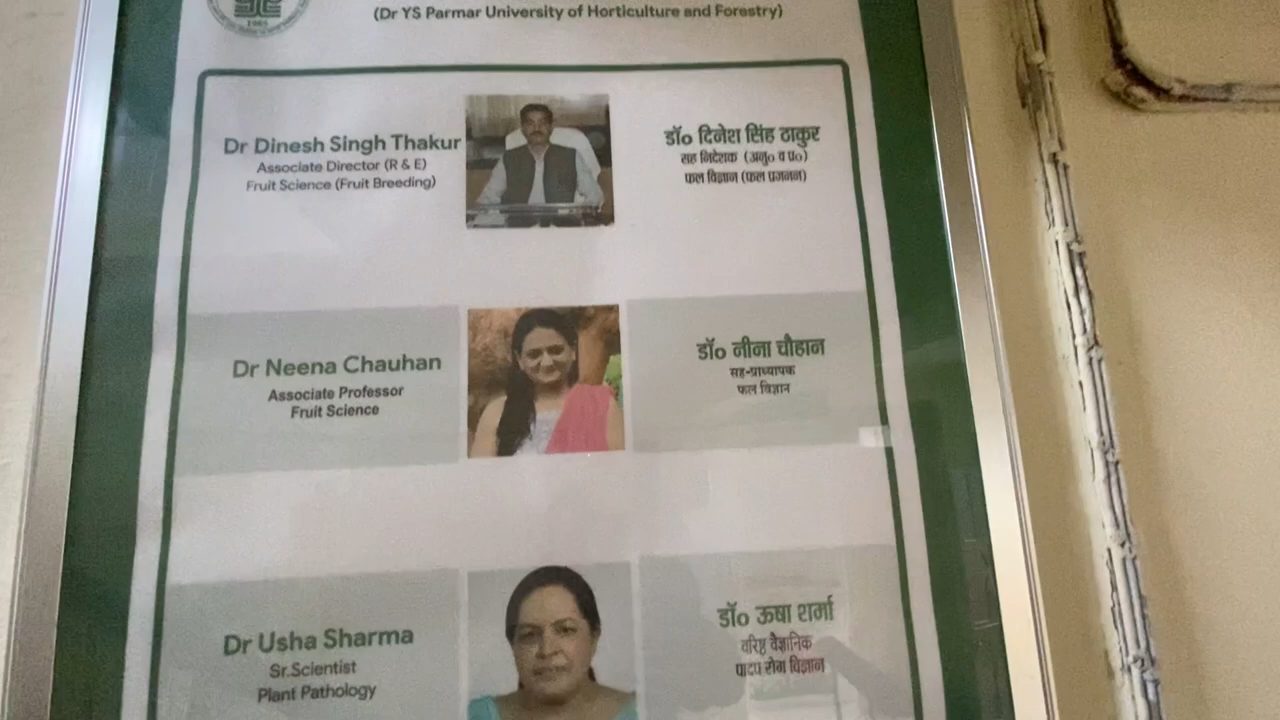 1985
(Dr YS Parmar University of Horticulture and Forestry)
Dr Dinesh Singh Thakur
Associate Director (R & E)
Fruit Science (Fruit Breeding)
डॉ० दिनेश सिंह ठाकुर
सह निदेशक (अनु० व प्र०)
फल विज्ञान (फल प्रजनन)
Dr Neena Chauhan
Associate Professor
Fruit Science
डॉ० नीना चौहान
सह-प्राध्यापक
फल विज्ञान
Dr Usha Sharma
Sr.Scientist
Plant Pathology
डॉ० ऊषा शर्मा
वरिष्ठ वैज्ञानिक
पादप रोग विज्ञान